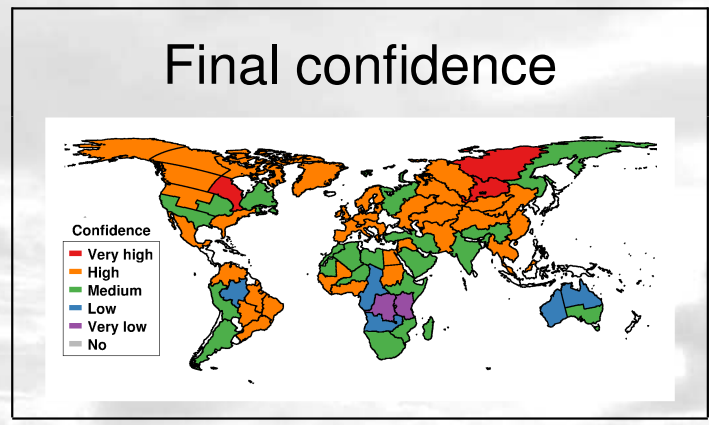 Final confidence
Confidence
Very high
High
Medium
Low
Very low
No